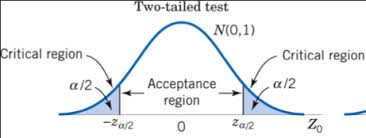 Two-tailed test
N(0,1)
Critical region
Critical region
α/2
Acceptance
region
α/2
−zα/2
0
zα/2
Z0